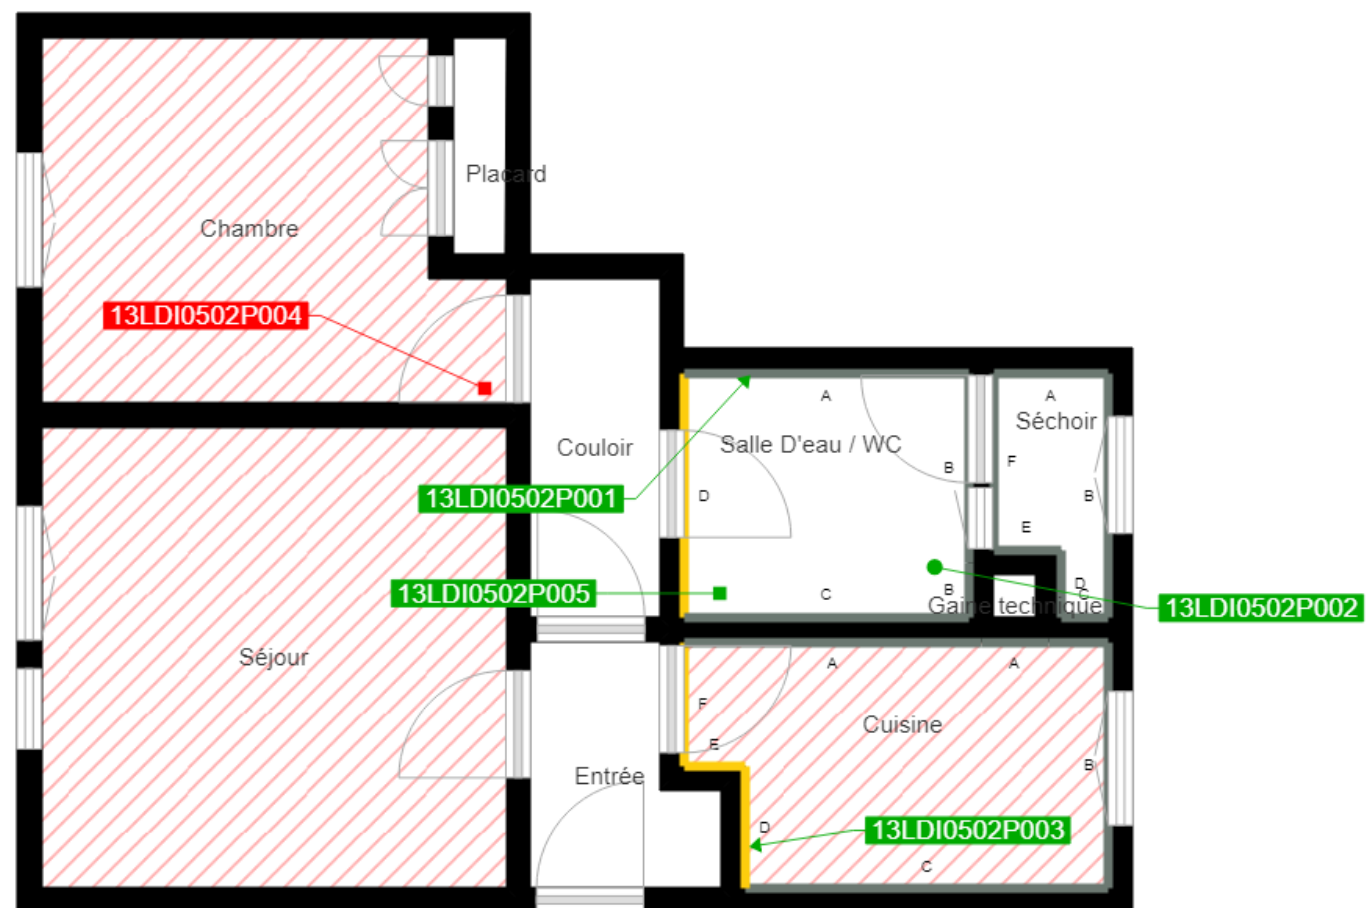 Placard
Chambre
13LDI0502P004
A
A
Séchoir
Couloir
Salle D'eau / WC
F
B
13LDI0502P001
D
B
E
13LDI0502P005
C
B
D
C
Gaine technique
13LDI0502P002
Séjour
A
A
F
Cuisine
E
B
Entrée
D
13LDI0502P003
C